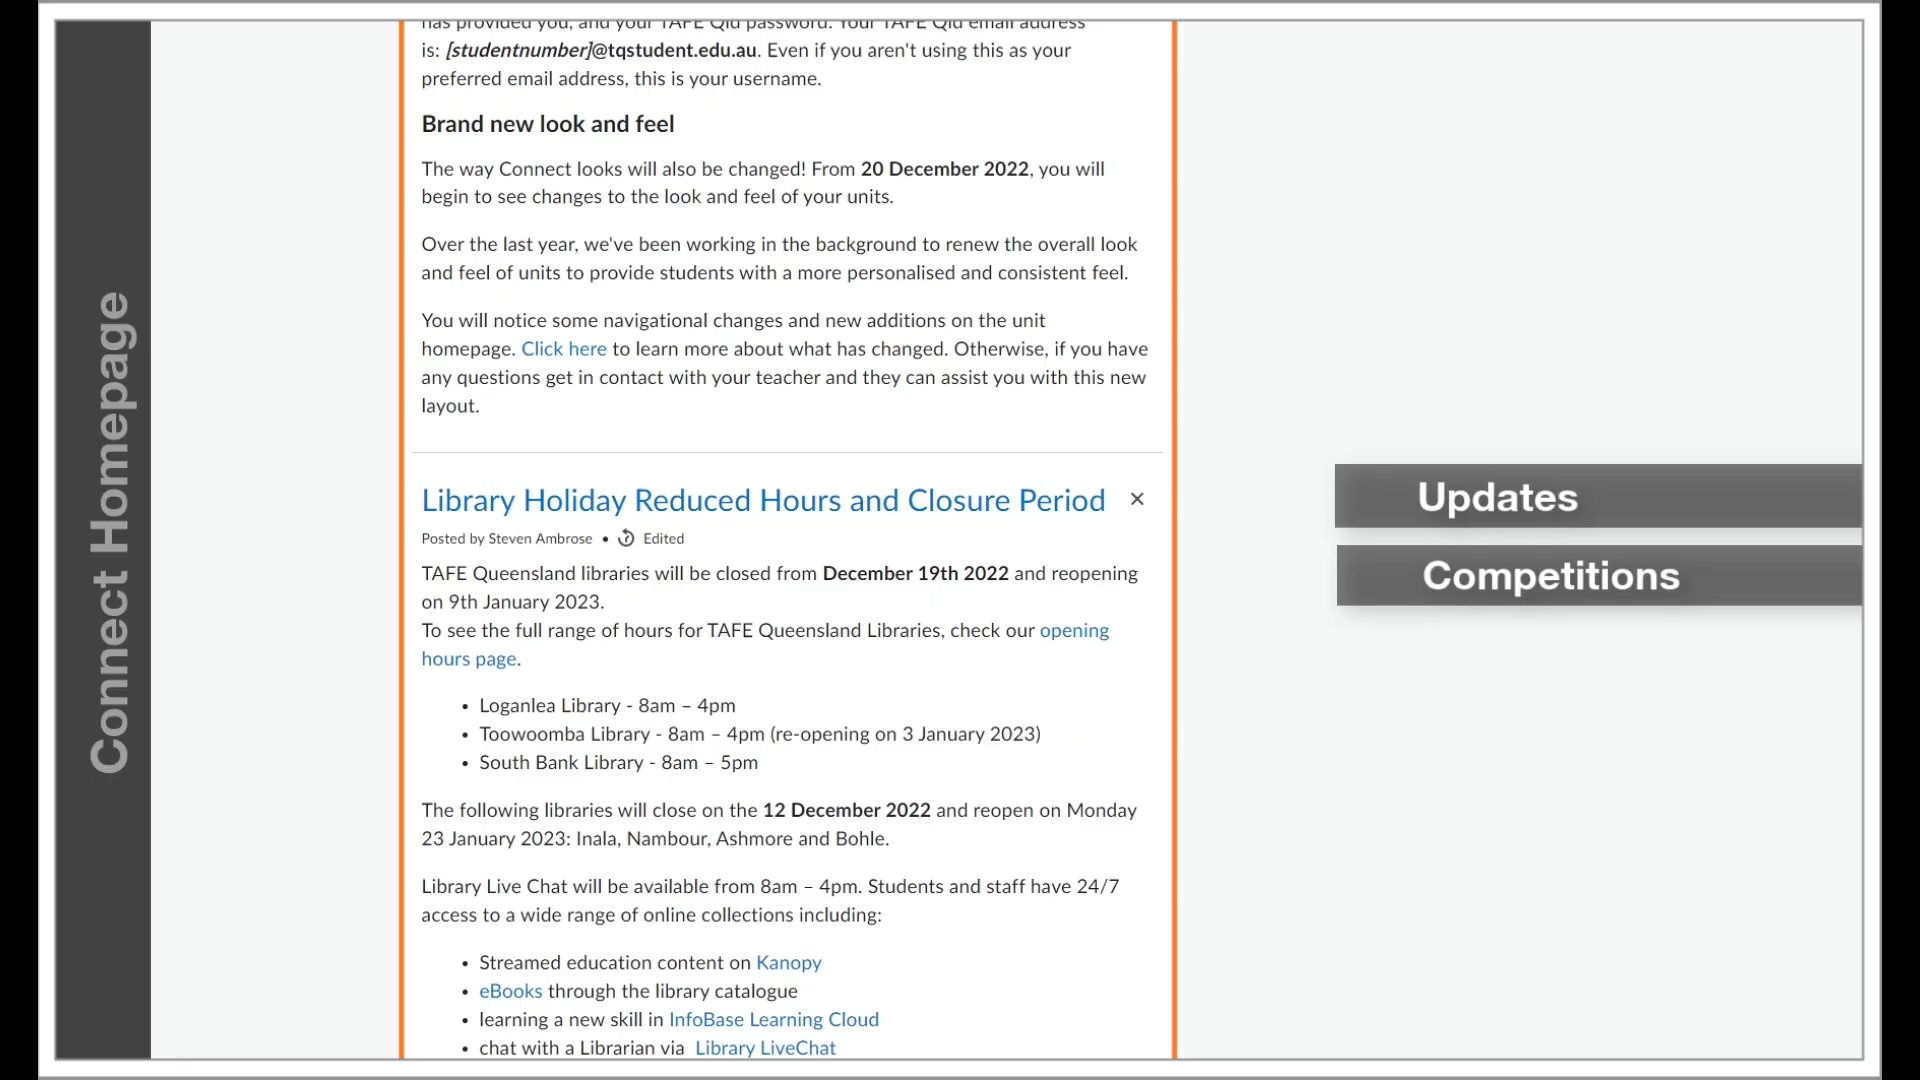 has provided you, and your TAFE Qld password. Your TAFE Qld email address
is: [studentnumber]@tqstudent.edu.au. Even if you aren't using this as your
preferred email address, this is your username.
Brand new look and feel
The way Connect looks will also be changed! From 20 December 2022, you will
begin to see changes to the look and feel of your units.
Over the last year, we've been working in the background to renew the overall look
and feel of units to provide students with a more personalised and consistent feel.
You will notice some navigational changes and new additions on the unit
homepage. Click here to learn more about what has changed. Otherwise, if you have
any questions get in contact with your teacher and they can assist you with this new
layout.
Library Holiday Reduced Hours and Closure Period
Posted by Steven Ambrose • Edited
TAFE Queensland libraries will be closed from December 19th 2022 and reopening
on 9th January 2023.
To see the full range of hours for TAFE Queensland Libraries, check our opening
hours page.
• Loganlea Library - 8am – 4pm
• Toowoomba Library - 8am – 4pm (re-opening on 3 January 2023)
• South Bank Library - 8am – 5pm
The following libraries will close on the 12 December 2022 and reopen on Monday
23 January 2023: Inala, Nambour, Ashmore and Bohle.
Library Live Chat will be available from 8am – 4pm. Students and staff have 24/7
access to a wide range of online collections including:
• Streamed education content on Kanopy
• eBooks through the library catalogue
• learning a new skill in InfoBase Learning Cloud
• chat with a Librarian via Library LiveChat
Connect Homepage
Updates
Competitions